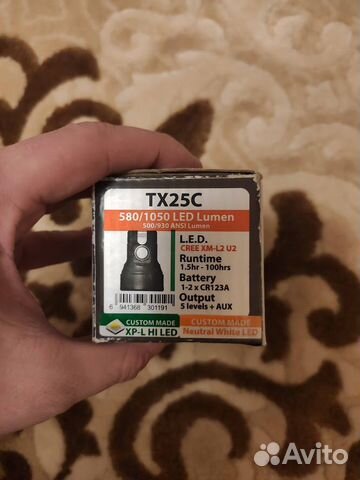 TX25C
580/1050 LED Lumen
500/930 ANSI Lumen
L.E.D.
CREE XM-L2 U2
Runtime
1.5hr - 100hrs
Battery
1-2 x CR123A
Output
5 levels + AUX
6 941368 301191
CUSTOM MADE
XP-L HI LED
CUSTOM MADE
Neutral White LED
Avito